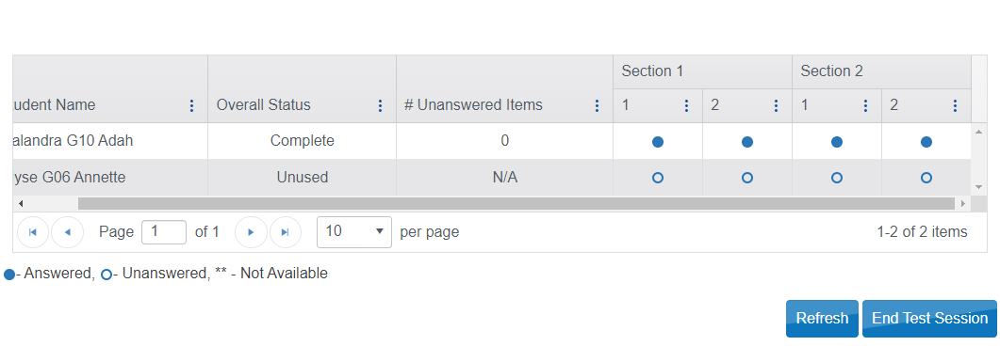 Section 1 Section 2
udent Name Overall Status # Unanswered Items 1 2 1 2
alandra G10 Adah Complete 0
yse G06 Annette Unused N/A
Page 1 of 1 10 per page 1-2 of 2 items
- Answered, - Unanswered, ** - Not Available
Refresh End Test Session